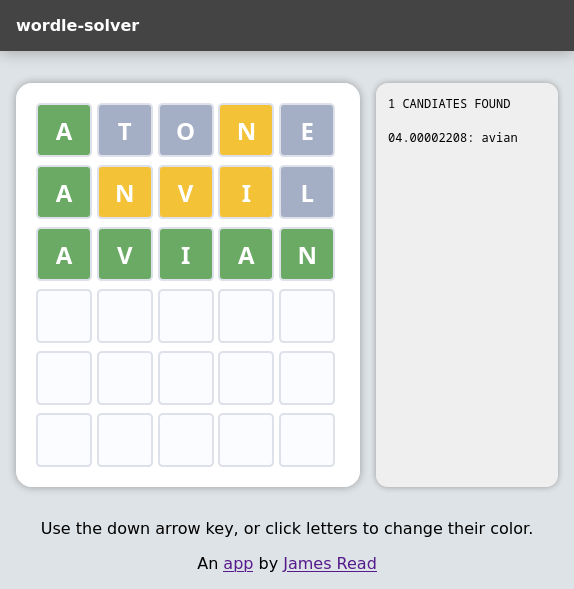 wordle-solver
A T O N E
A N V I L
A V I A N
1 CANDIATES FOUND
04.00002208: avian
Use the down arrow key, or click letters to change their color.
An app by James Read